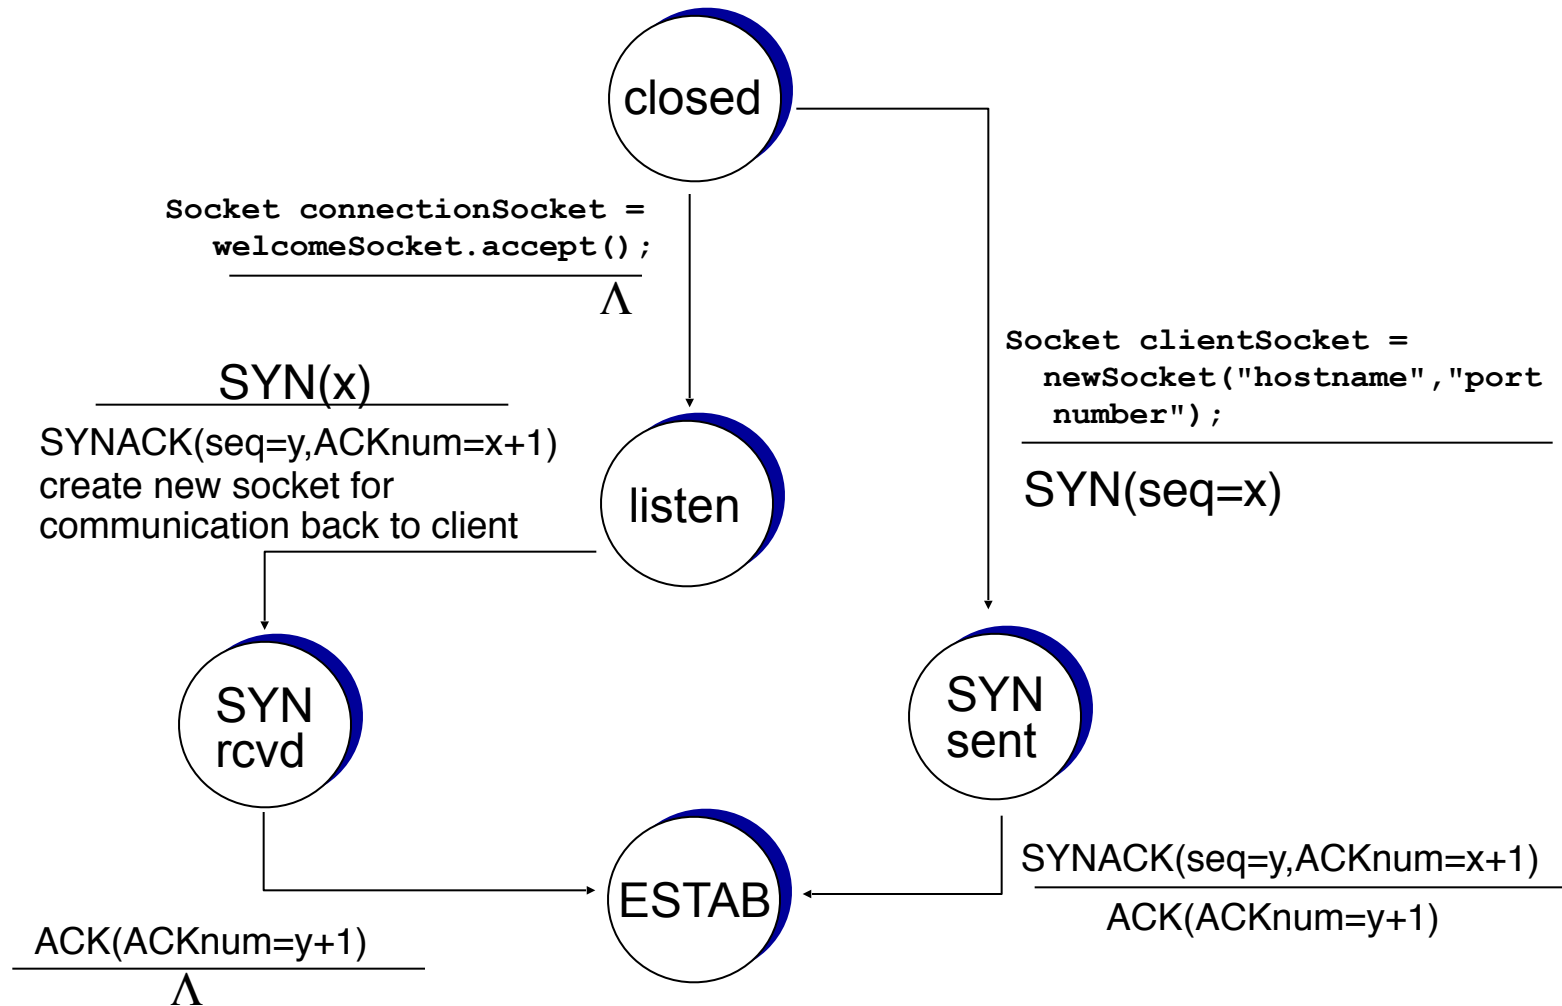 closed
Socket connectionSocket =
welcomeSocket.accept();
Λ
Socket clientSocket =
newSocket("hostname","port
number");
SYN(seq=x)
SYN(x)
SYNACK(seq=y,ACKnum=x+1)
create new socket for
communication back to client
listen
SYN
rcvd
SYN
sent
ESTAB
SYNACK(seq=y,ACKnum=x+1)
ACK(ACKnum=y+1)
ACK(ACKnum=y+1)
Λ